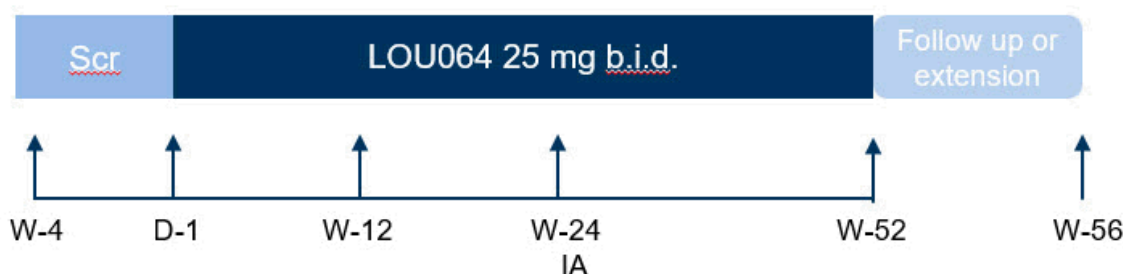 Scr
LOU064 25 mg b.i.d.
Follow up or
extension
W-4
D-1
W-12
W-24
IA
W-52
W-56